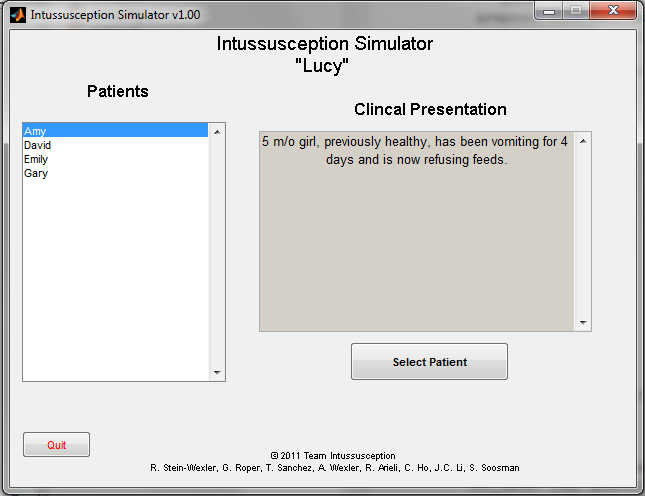 Intussusception Simulator v1.00
Intussusception Simulator
"Lucy"
Patients
Amy
David
Emily
Gary
Clincal Presentation
5 m/o girl, previously healthy, has been vomiting for 4
days and is now refusing feeds.
Select Patient
Quit
© 2011 Team Intussusception
R. Stein-Wexler, G. Roper, T. Sanchez, A. Wexler, R. Arieli, C. Ho, J.C. Li, S. Soosman